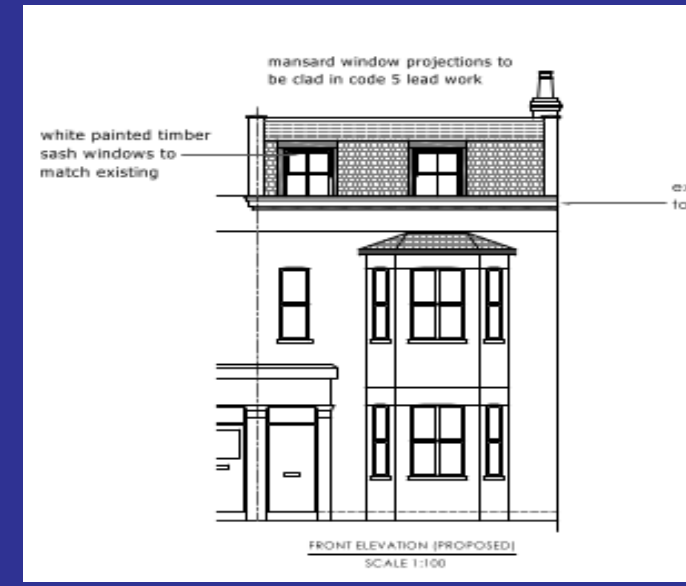 mansard window projections to
be clad in code 5 lead work
white painted timber
sash windows to
match existing
FRONT ELEVATION (PROPOSED)
SCALE 1:100